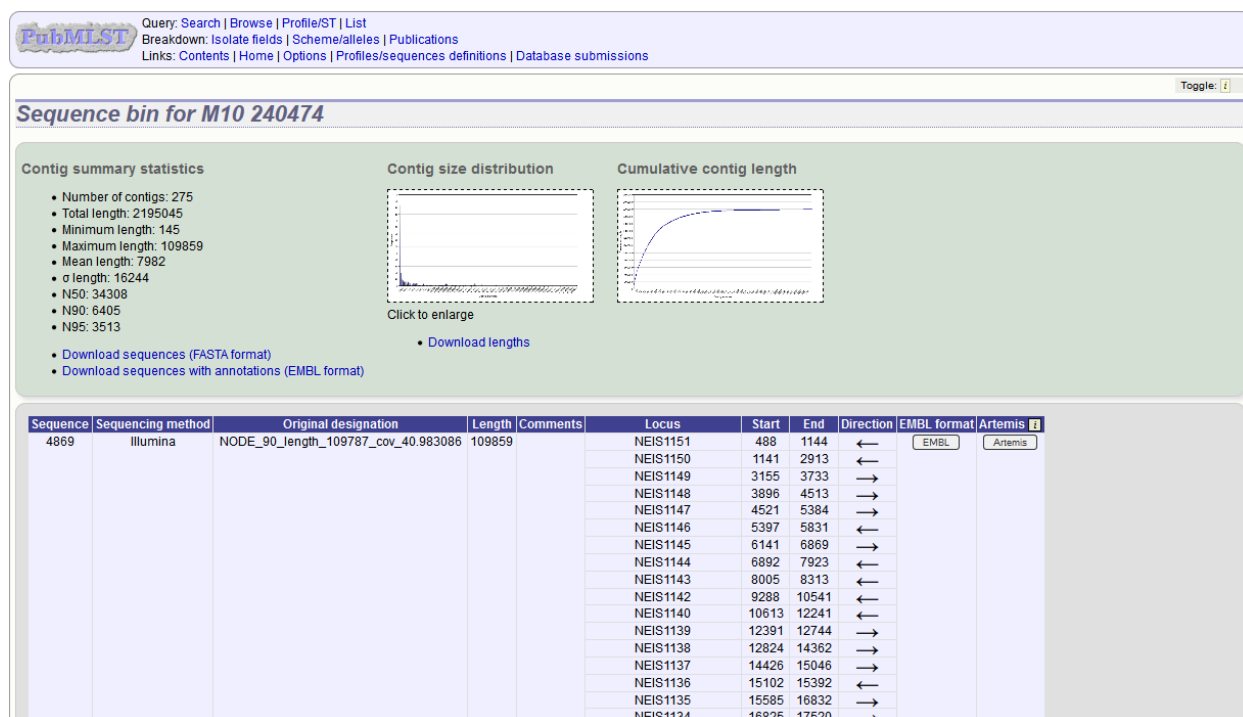 PubMLST
Query: Search | Browse | Profile/ST | List
Breakdown: Isolate fields | Scheme/alleles | Publications
Links: Contents | Home | Options | Profiles/sequences definitions | Database submissions
Toggle: i
Sequence bin for M10 240474
Contig summary statistics
• Number of contigs: 275
• Total length: 2195045
• Minimum length: 145
• Maximum length: 109859
• Mean length: 7982
• σ length: 16244
• N50: 34308
• N90: 6405
• N95: 3513
• Download sequences (FASTA format)
• Download sequences with annotations (EMBL format)
Contig size distribution
Click to enlarge
• Download lengths
Cumulative contig length
Sequence Sequencing method Original designation Length Comments Locus Start End Direction EMBL format Artemis i
4869 Illumina NODE_90_length_109787_cov_40.983086 109859 NEIS1151 488 1144 ← EMBL Artemis
NEIS1150 1141 2913 ←
NEIS1149 3155 3733 →
NEIS1148 3896 4513 →
NEIS1147 4521 5384 →
NEIS1146 5397 5831 ←
NEIS1145 6141 6869 →
NEIS1144 6892 7923 ←
NEIS1143 8005 8313 ←
NEIS1142 9288 10541 ←
NEIS1140 10613 12241 ←
NEIS1139 12391 12744 →
NEIS1138 12824 14362 →
NEIS1137 14426 15046 →
NEIS1136 15102 15392 ←
NEIS1135 15585 16832 →
NEIS1134 16825 17520 →